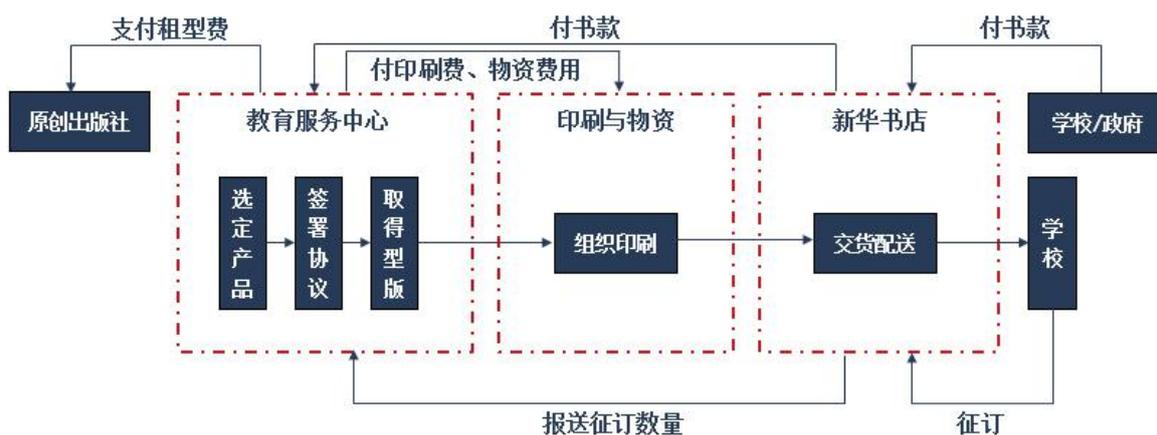 支付租型费
付书款
付书款
付印刷费、物资费用
原创出版社
教育服务中心
印刷与物资
新华书店
学校/政府
选定产品
签署协议
取得型版
组织印刷
交货配送
学校
报送征订数量
征订